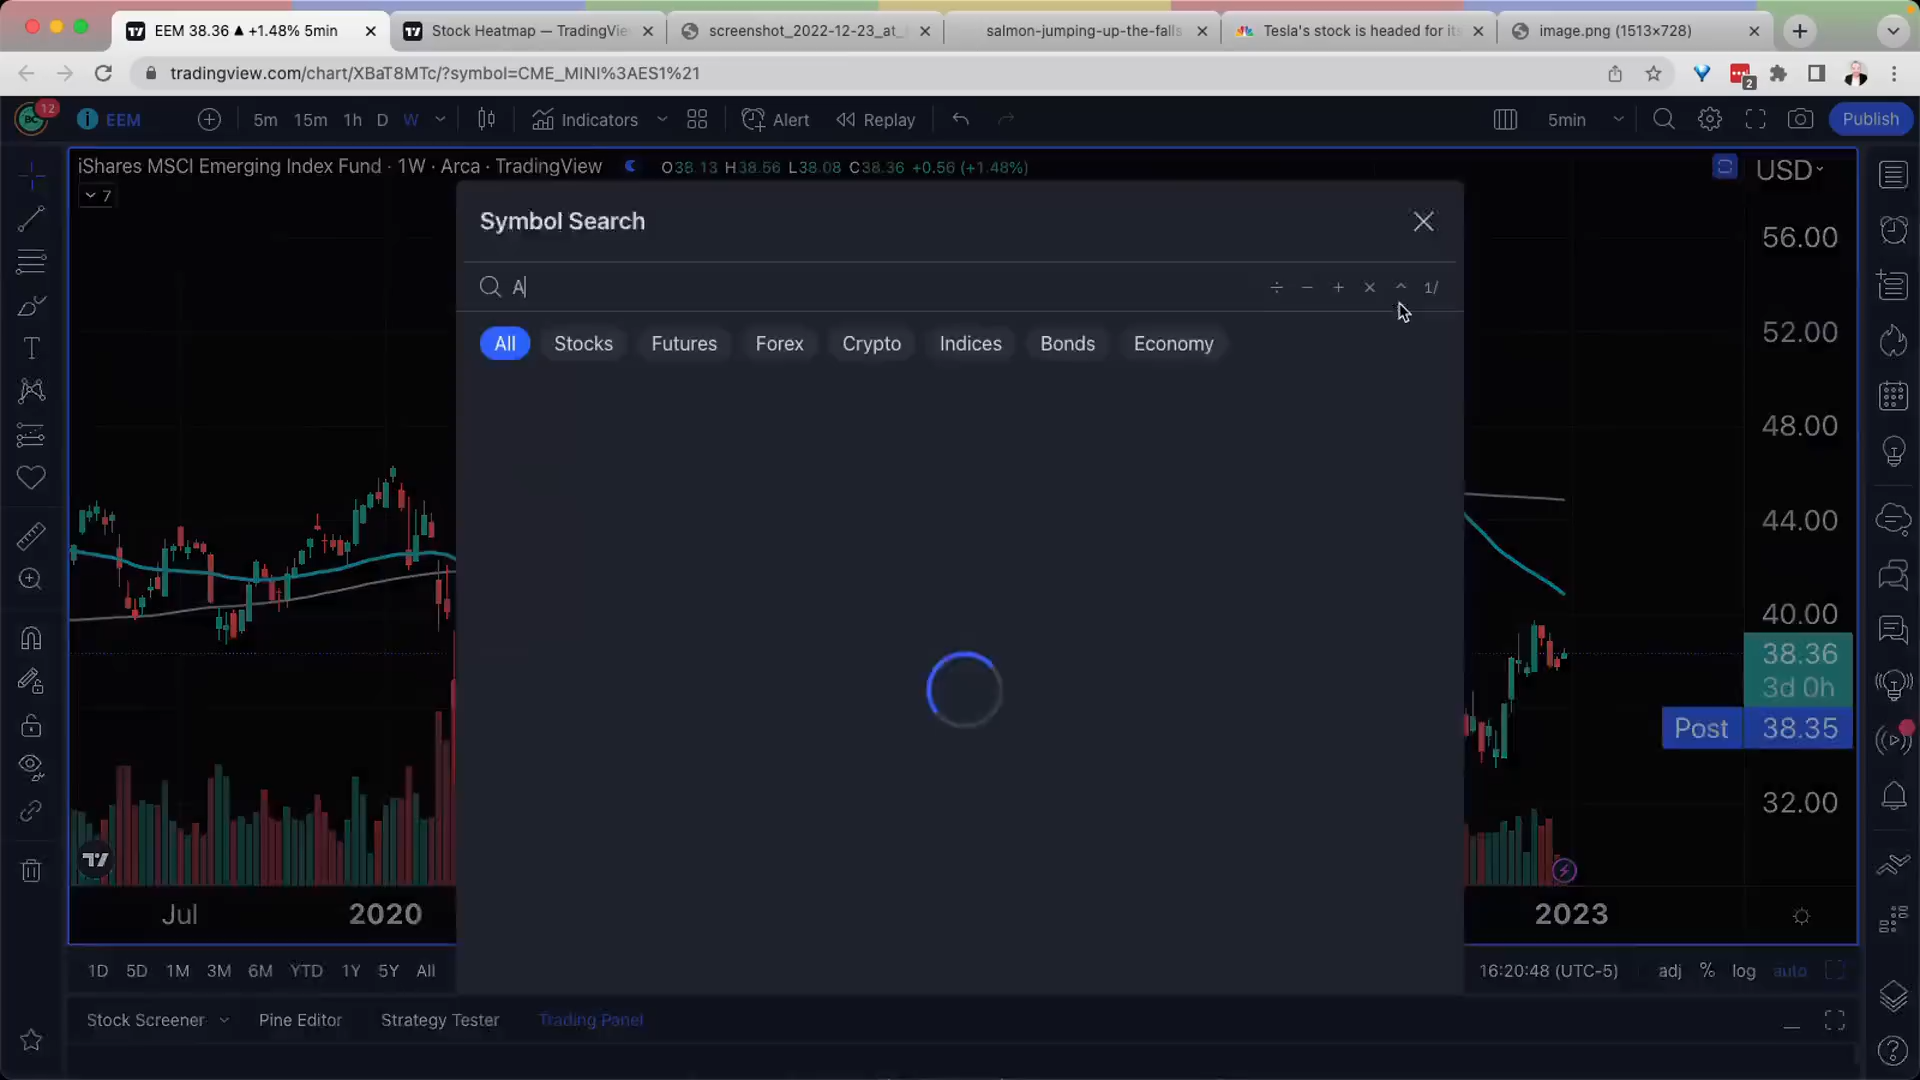 EEM 38.36 ▲ +1.48% 5min
Stock Heatmap — TradingVie
screenshot_2022-12-23_at_
salmon-jumping-up-the-falls
Tesla's stock is headed for its
image.png (1513×728)
tradingview.com/chart/XBaT8MTc/?symbol=CME_MINI%3AES1%21
2
12
EEM
5m 15m 1h D W
Indicators
Alert
Replay
5min
Publish
iShares MSCI Emerging Index Fund · 1W · Arca · TradingView
O38.13 H38.56 L38.08 C38.36 +0.56 (+1.48%)
USD
7
Symbol Search
A
÷ − + × ^ 1/
All Stocks Futures Forex Crypto Indices Bonds Economy
56.00
52.00
48.00
44.00
40.00
38.36
3d 0h
Post 38.35
32.00
Jul 2020 2023
1D 5D 1M 3M 6M YTD 1Y 5Y All
16:20:48 (UTC-5) adj % log auto
Stock Screener Pine Editor Strategy Tester Trading Panel